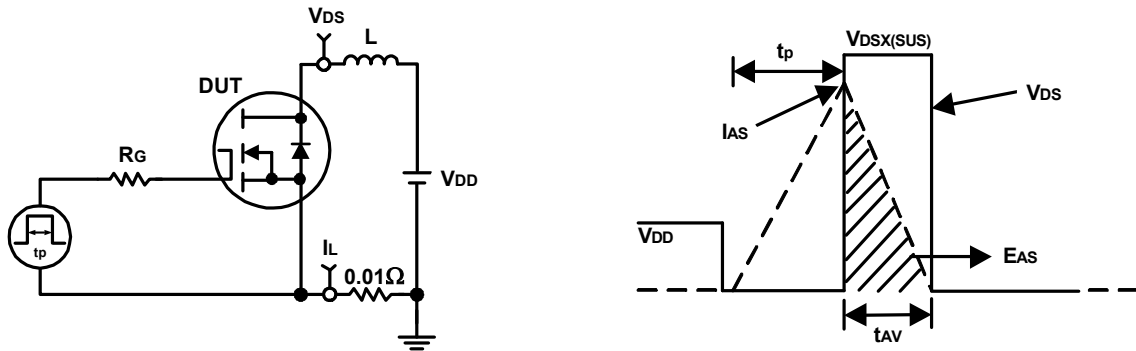 VDS
L
DUT
RG
VDD
tp
IL
0.01Ω
VDSX(SUS)
tp
VDS
IAS
VDD
EAS
tAV